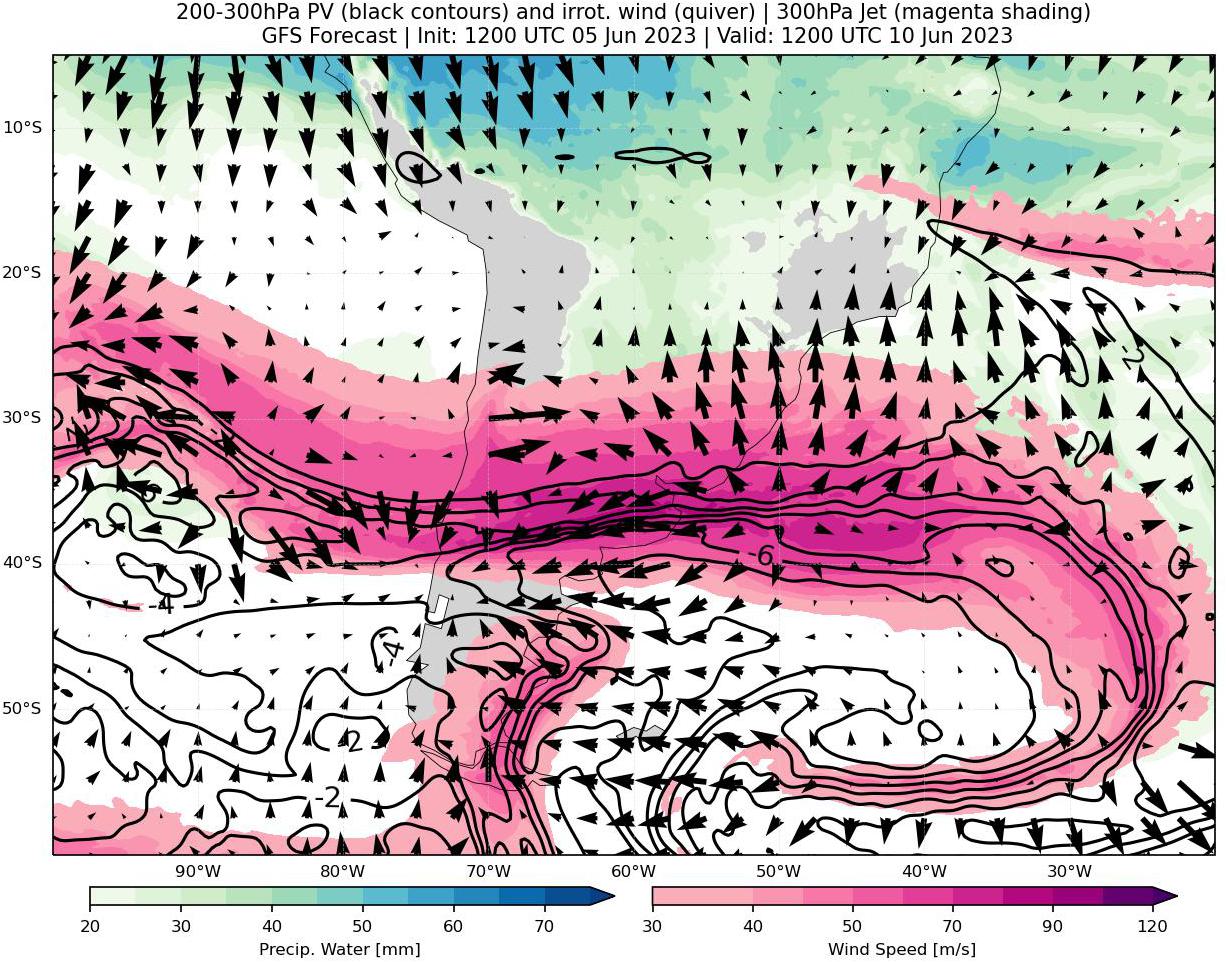 200-300hPa PV (black contours) and irrot. wind (quiver) | 300hPa Jet (magenta shading)
GFS Forecast | Init: 1200 UTC 05 Jun 2023 | Valid: 1200 UTC 10 Jun 2023
10°S
20°S
-2
30°S
-6
40°S
-4
50°S
-2
-2
90°W 80°W 70°W 60°W 50°W 40°W 30°W
20 30 40 50 60 70
Precip. Water [mm]
30 40 50 70 90 120
Wind Speed [m/s]